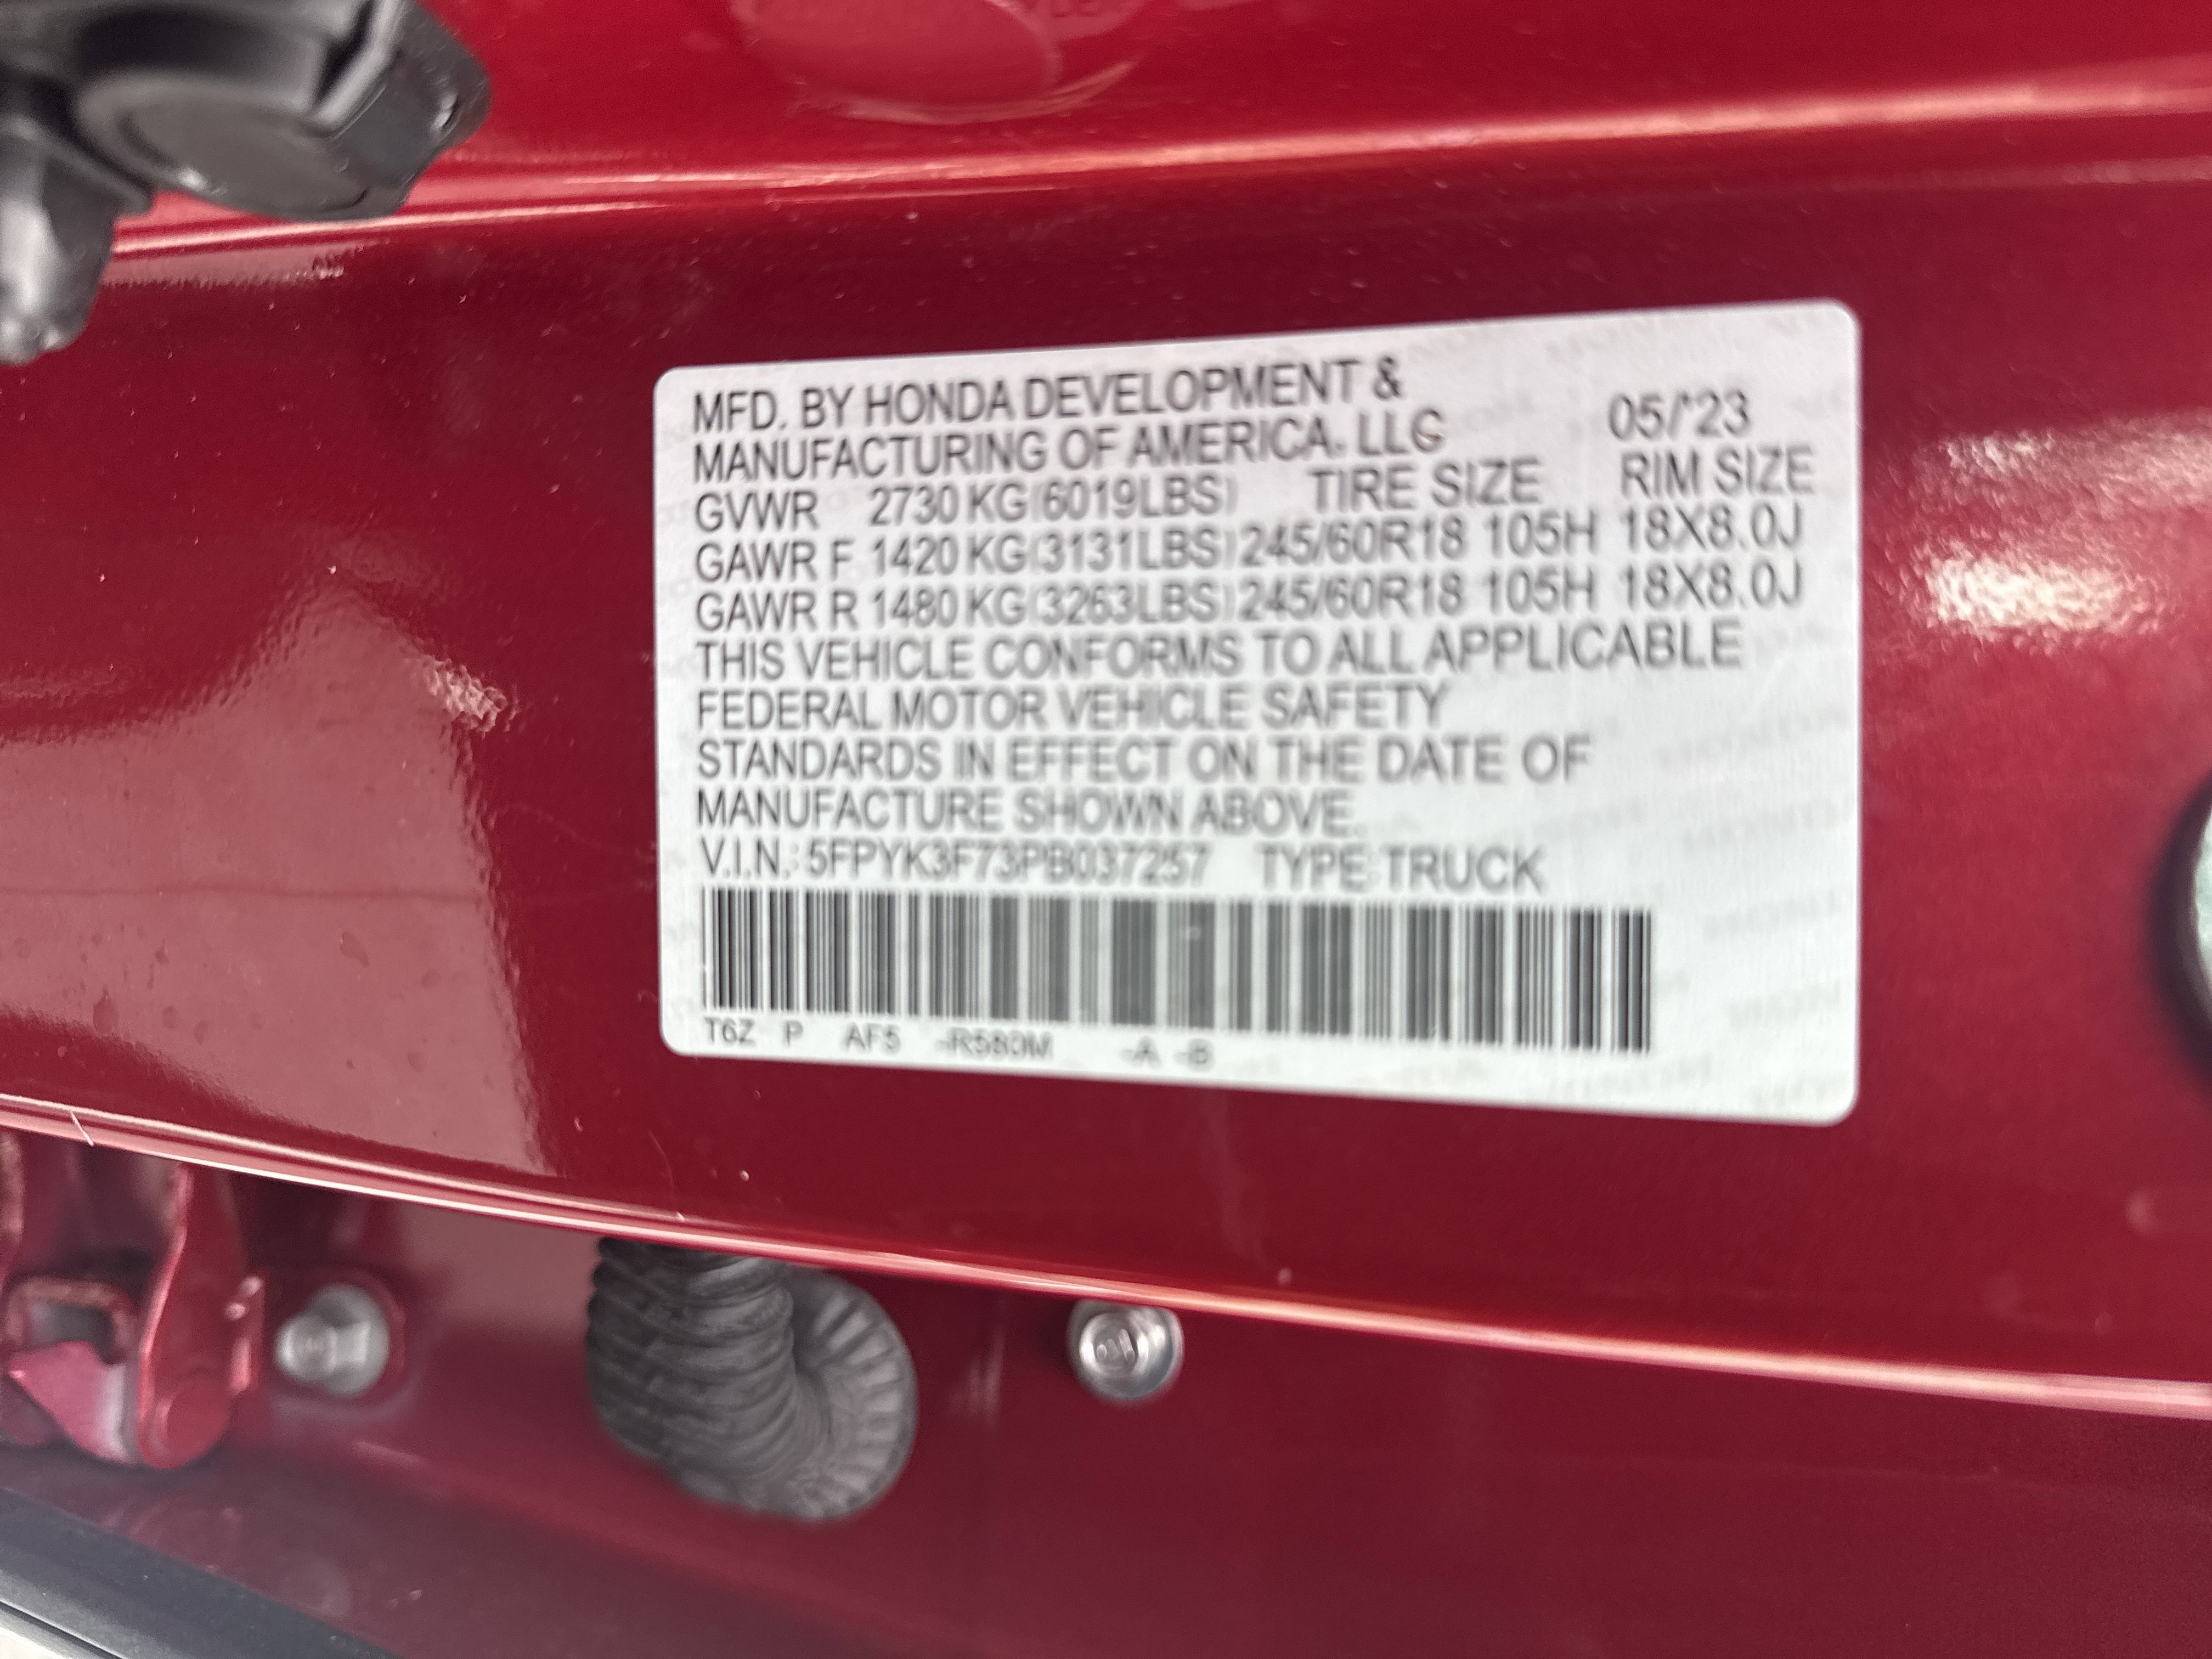 MFD. BY HONDA DEVELOPMENT &
MANUFACTURING OF AMERICA, LLC 05/'23
GVWR 2730 KG(6019LBS) TIRE SIZE RIM SIZE
GAWR F 1420 KG(3131LBS) 245/60R18 105H 18X8.0J
GAWR R 1480 KG(3263LBS) 245/60R18 105H 18X8.0J
THIS VEHICLE CONFORMS TO ALL APPLICABLE
FEDERAL MOTOR VEHICLE SAFETY
STANDARDS IN EFFECT ON THE DATE OF
MANUFACTURE SHOWN ABOVE.
V.I.N.: 5FPYK3F73PB037257 TYPE:TRUCK
T6Z P AF5 -R580M -A -B